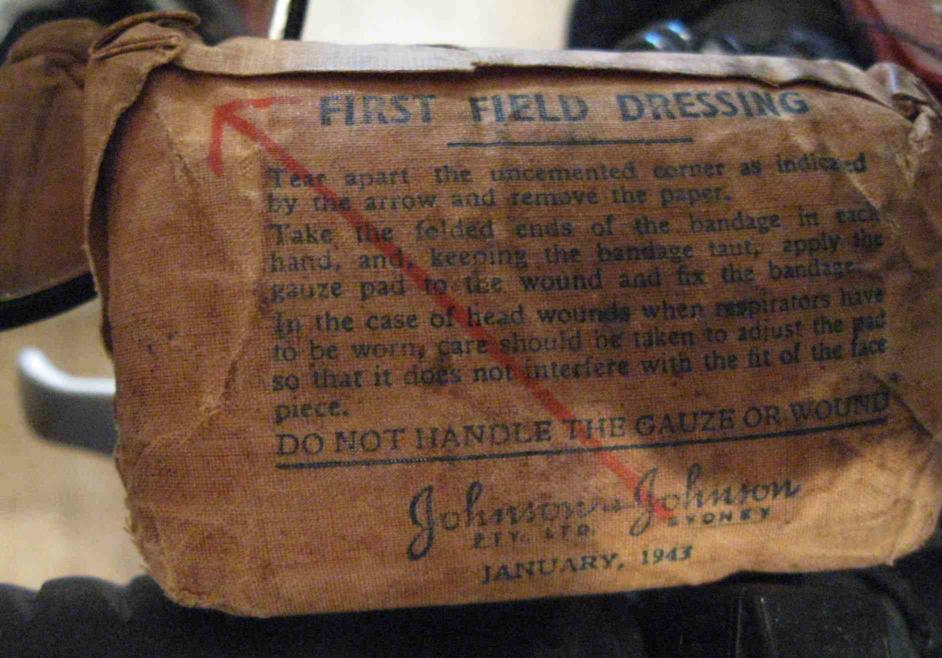 FIRST FIELD DRESSING
Tear apart the uncemented corner as indicated
by the arrow and remove the paper.
Take the folded ends of the bandage in each
hand, and, keeping the bandage taut, apply the
gauze pad to the wound and fix the bandage.
In the case of head wounds when respirators have
to be worn, care should be taken to adjust the pad
so that it does not interfere with the fit of the face
piece.
DO NOT HANDLE THE GAUZE OR WOUND
Johnson & Johnson
PTY. LTD. SYDNEY
JANUARY, 1943